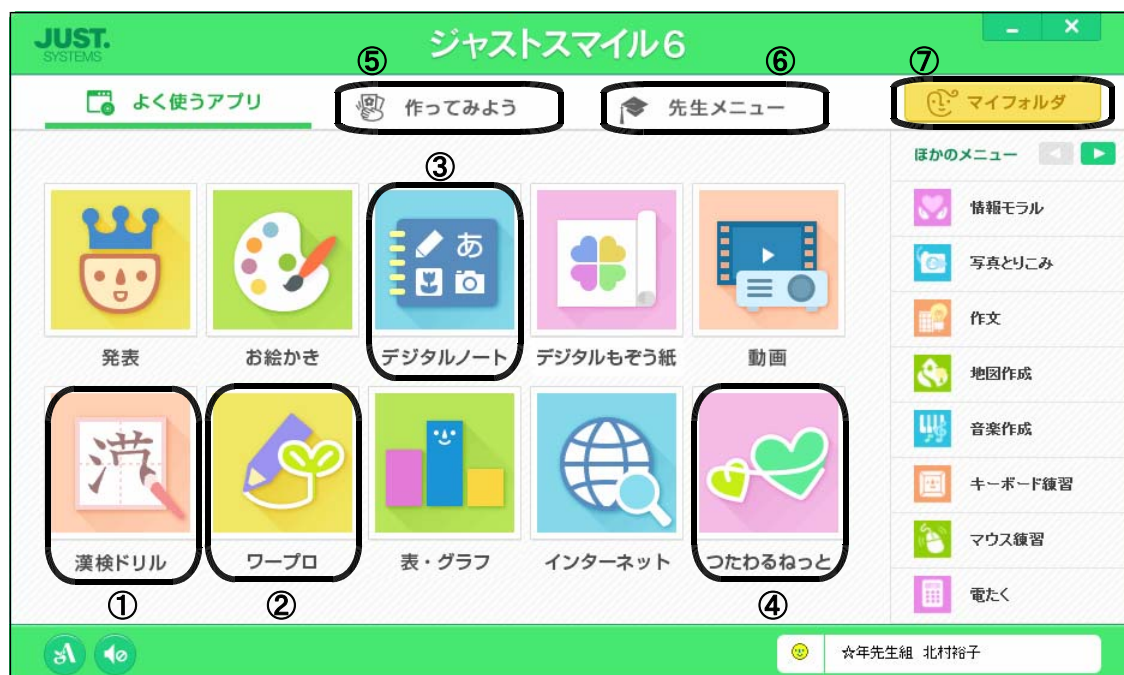 JUST.
SYSTEMS
ジャストスマイル6
⑤
⑥
⑦
よく使うアプリ
作ってみよう
先生メニュー
マイフォルダ
③
ほかのメニュー
あ
発表
お絵かき
デジタルノート
デジタルもぞう紙
動画
漢検ドリル
ワープロ
表・グラフ
インターネット
つたわるねっと
①
②
④
情報モラル
写真とりこみ
作文
地図作成
音楽作成
キーボード練習
マウス練習
電たく
A
☆年先生組 北村裕子